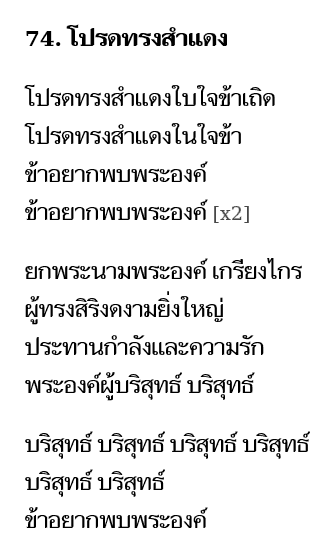 74. โปรดทรงสำแดง
โปรดทรงสำแดงใบใจข้าเถิด
โปรดทรงสำแดงในใจข้า
ข้าอยากพบพระองค์
ข้าอยากพบพระองค์ [x2]
ยกพระนามพระองค์ เกรียงไกร
ผู้ทรงสิริงดงามยิ่งใหญ่
ประทานกำลังและความรัก
พระองค์ผู้บริสุทธ์ บริสุทธ์
บริสุทธ์ บริสุทธ์ บริสุทธ์ บริสุทธ์
บริสุทธ์ บริสุทธ์
ข้าอยากพบพระองค์